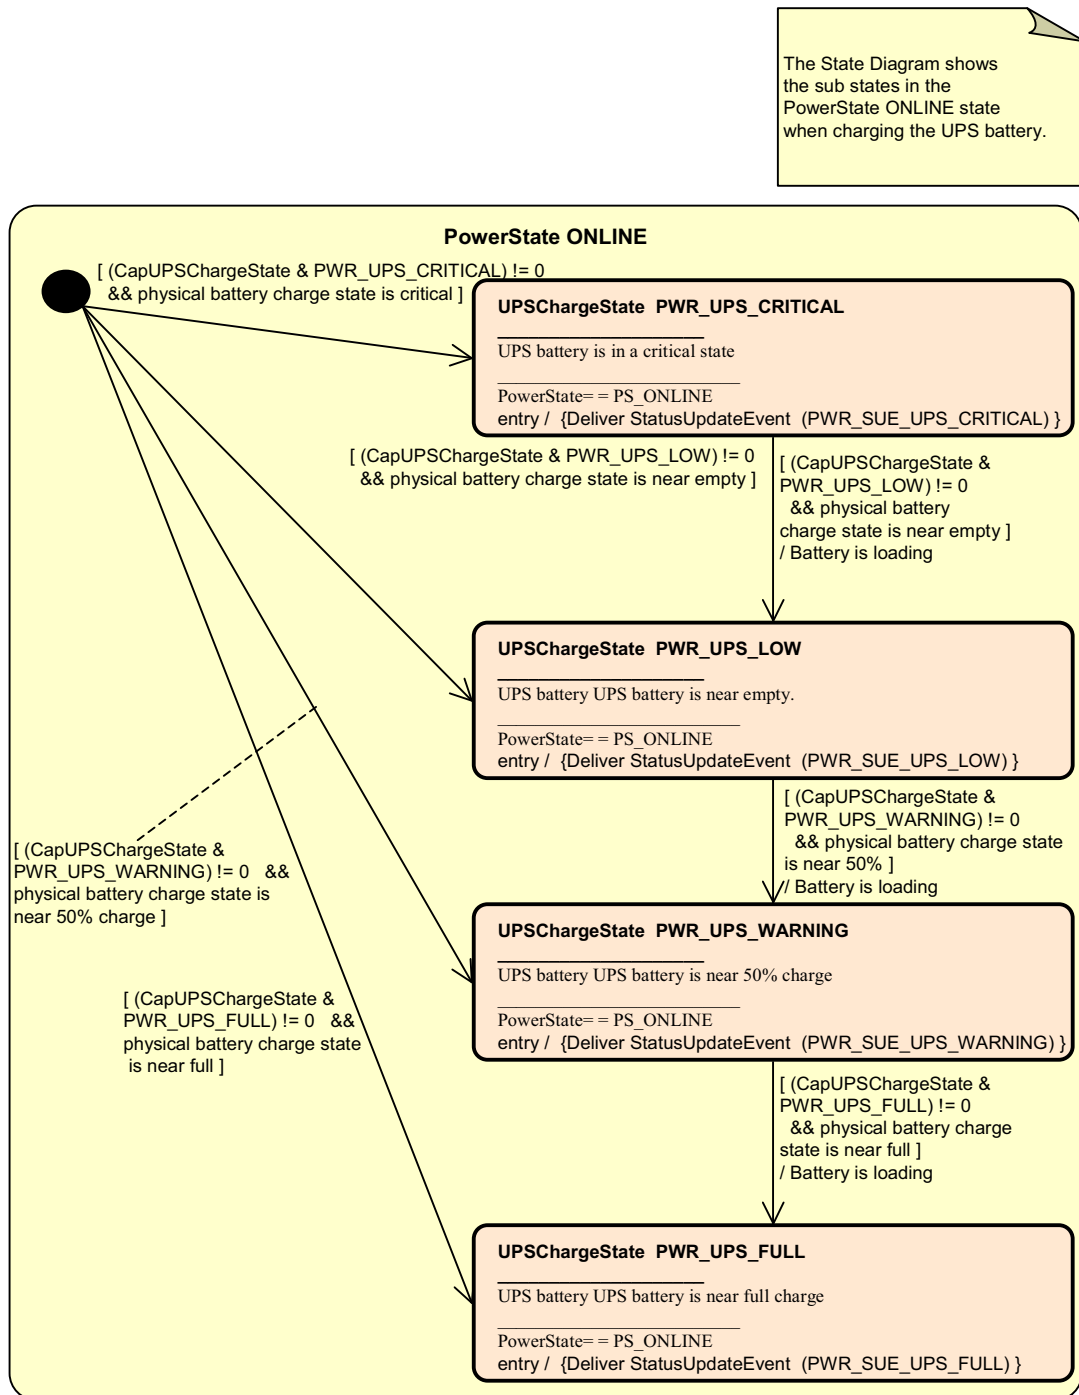 The State Diagram shows
the sub states in the
PowerState ONLINE state
when charging the UPS battery.
PowerState ONLINE
[ (CapUPSChargeState & PWR_UPS_CRITICAL) != 0
&& physical battery charge state is critical ]
UPSChargeState PWR_UPS_CRITICAL
UPS battery is in a critical state
PowerState= = PS_ONLINE
entry / {Deliver StatusUpdateEvent (PWR_SUE_UPS_CRITICAL) }
[ (CapUPSChargeState & PWR_UPS_LOW) != 0
&& physical battery charge state is near empty ]
[ (CapUPSChargeState &
PWR_UPS_LOW) != 0
&& physical battery
charge state is near empty ]
/ Battery is loading
UPSChargeState PWR_UPS_LOW
UPS battery UPS battery is near empty.
PowerState= = PS_ONLINE
entry / {Deliver StatusUpdateEvent (PWR_SUE_UPS_LOW) }
[ (CapUPSChargeState &
PWR_UPS_WARNING) != 0
&& physical battery charge state
is near 50% ]
/ Battery is loading
[ (CapUPSChargeState &
PWR_UPS_WARNING) != 0 &&
physical battery charge state is
near 50% charge ]
UPSChargeState PWR_UPS_WARNING
UPS battery UPS battery is near 50% charge
PowerState= = PS_ONLINE
entry / {Deliver StatusUpdateEvent (PWR_SUE_UPS_WARNING) }
[ (CapUPSChargeState &
PWR_UPS_FULL) != 0 &&
physical battery charge state
is near full ]
[ (CapUPSChargeState &
PWR_UPS_FULL) != 0
&& physical battery charge
state is near full ]
/ Battery is loading
UPSChargeState PWR_UPS_FULL
UPS battery UPS battery is near full charge
PowerState= = PS_ONLINE
entry / {Deliver StatusUpdateEvent (PWR_SUE_UPS_FULL) }